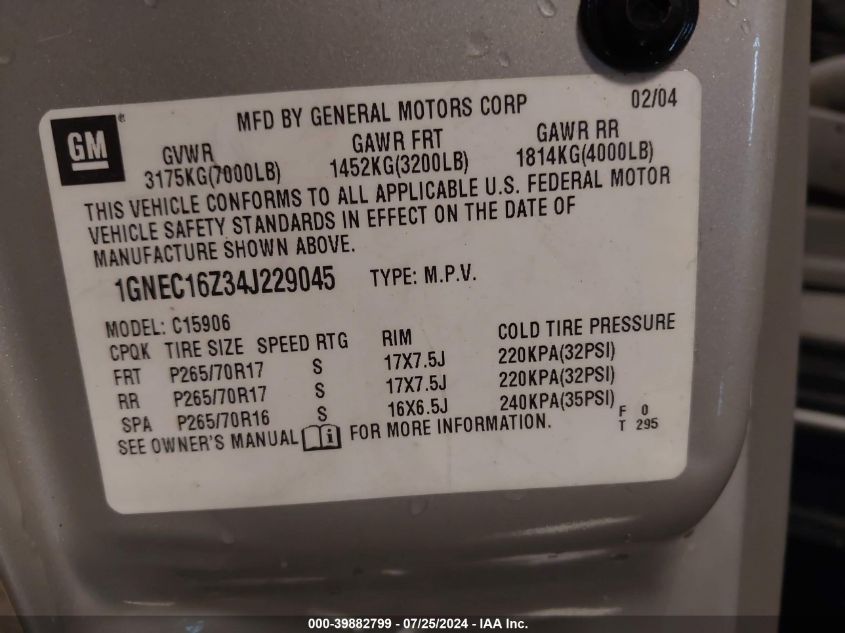 GM
®
MFD BY GENERAL MOTORS CORP 02/04
GVWR GAWR FRT GAWR RR
3175KG(7000LB) 1452KG(3200LB) 1814KG(4000LB)
THIS VEHICLE CONFORMS TO ALL APPLICABLE U.S. FEDERAL MOTOR
VEHICLE SAFETY STANDARDS IN EFFECT ON THE DATE OF
MANUFACTURE SHOWN ABOVE.
1GNEC16Z34J229045 TYPE: M.P.V.
MODEL: C15906
CPQK TIRE SIZE SPEED RTG RIM COLD TIRE PRESSURE
FRT P265/70R17 S 17X7.5J 220KPA(32PSI)
RR P265/70R17 S 17X7.5J 220KPA(32PSI)
SPA P265/70R16 S 16X6.5J 240KPA(35PSI) F 0
SEE OWNER'S MANUAL i FOR MORE INFORMATION. T 295
000-39882799 - 07/25/2024 - IAA Inc.